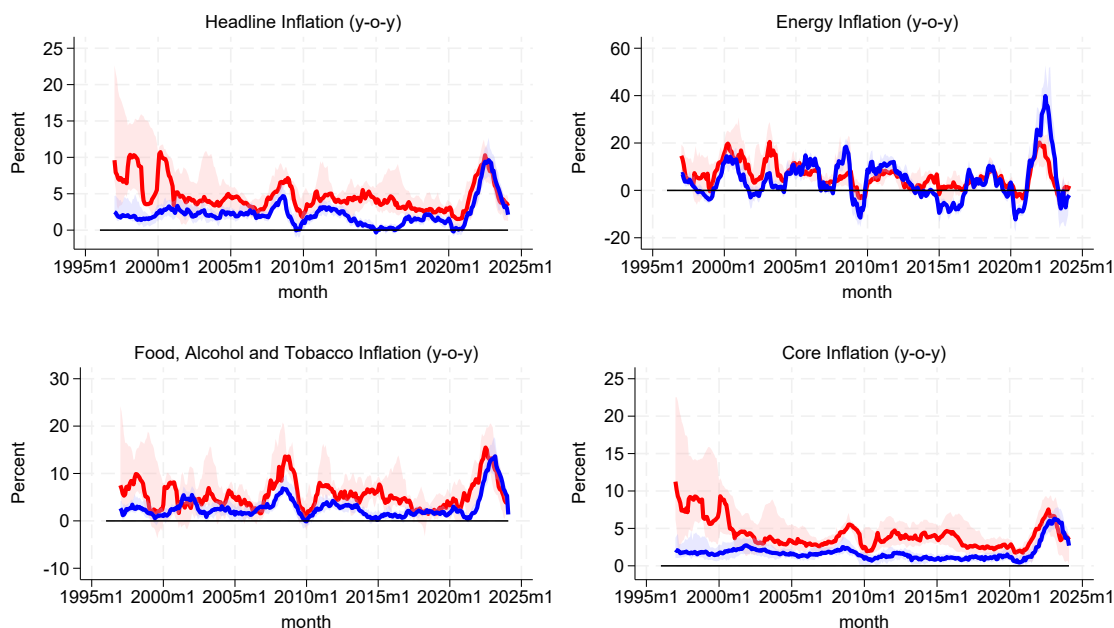 Headline Inflation (y-o-y)
Percent
25
20
15
10
5
0
1995m1 2000m1 2005m1 2010m1 2015m1 2020m1 2025m1
month
Energy Inflation (y-o-y)
Percent
60
40
20
0
-20
1995m1 2000m1 2005m1 2010m1 2015m1 2020m1 2025m1
month
Food, Alcohol and Tobacco Inflation (y-o-y)
Percent
30
20
10
0
-10
1995m1 2000m1 2005m1 2010m1 2015m1 2020m1 2025m1
month
Core Inflation (y-o-y)
Percent
25
20
15
10
5
0
1995m1 2000m1 2005m1 2010m1 2015m1 2020m1 2025m1
month